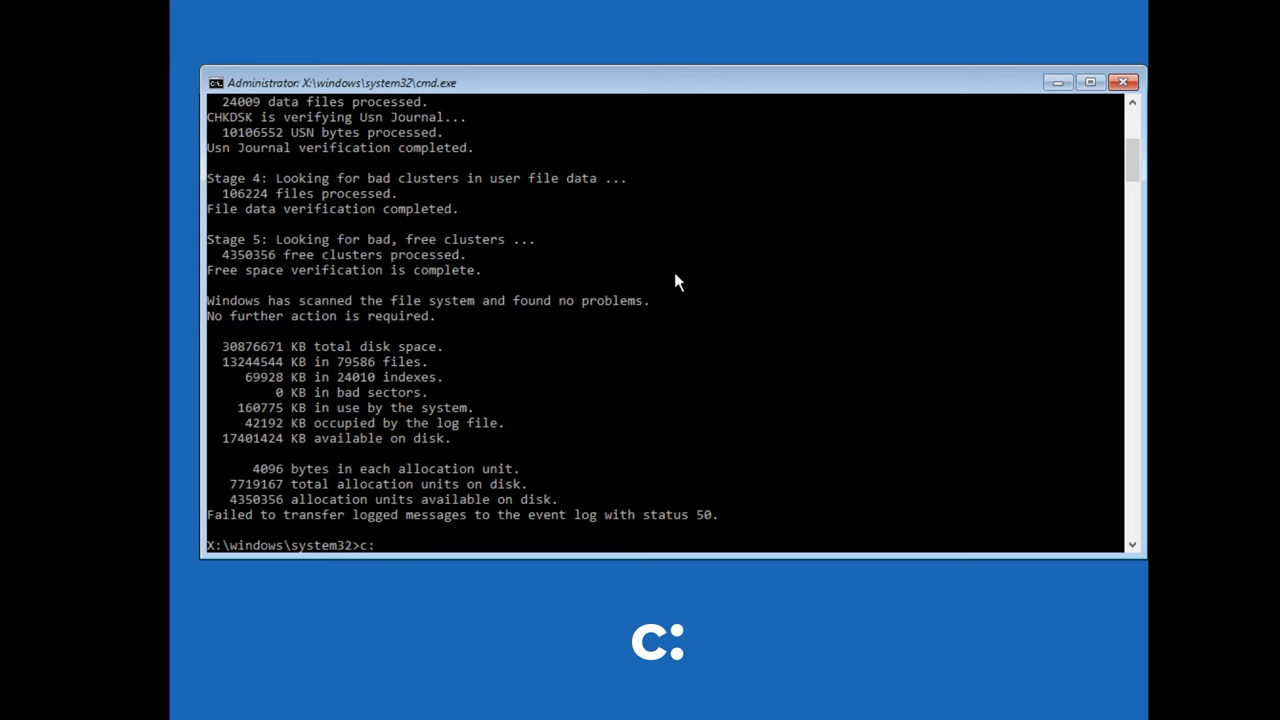 Administrator: X:\windows\system32\cmd.exe
24009 data files processed.
CHKDSK is verifying Usn Journal...
10106552 USN bytes processed.
Usn Journal verification completed.
Stage 4: Looking for bad clusters in user file data ...
106224 files processed.
File data verification completed.
Stage 5: Looking for bad, free clusters ...
4350356 free clusters processed.
Free space verification is complete.
Windows has scanned the file system and found no problems.
No further action is required.
30876671 KB total disk space.
13244544 KB in 79586 files.
69928 KB in 24010 indexes.
0 KB in bad sectors.
160775 KB in use by the system.
42192 KB occupied by the log file.
17401424 KB available on disk.
4096 bytes in each allocation unit.
7719167 total allocation units on disk.
4350356 allocation units available on disk.
Failed to transfer logged messages to the event log with status 50.
X:\windows\system32>c:
c: